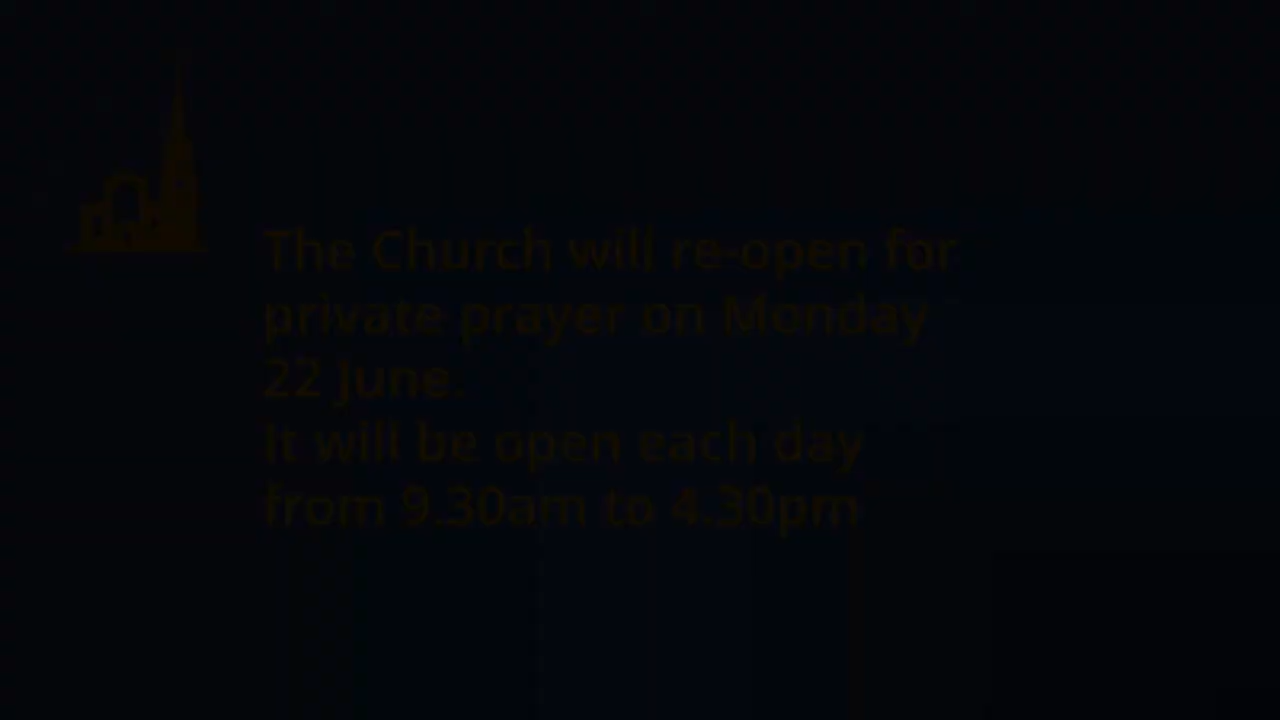 The Church will re-open for
private prayer on Monday
22 June.
It will be open each day
from 9.30am to 4.30pm